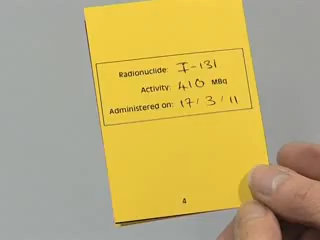 Radionuclide: I-131
Activity: 410 MBq
Administered on: 17/3/11
4